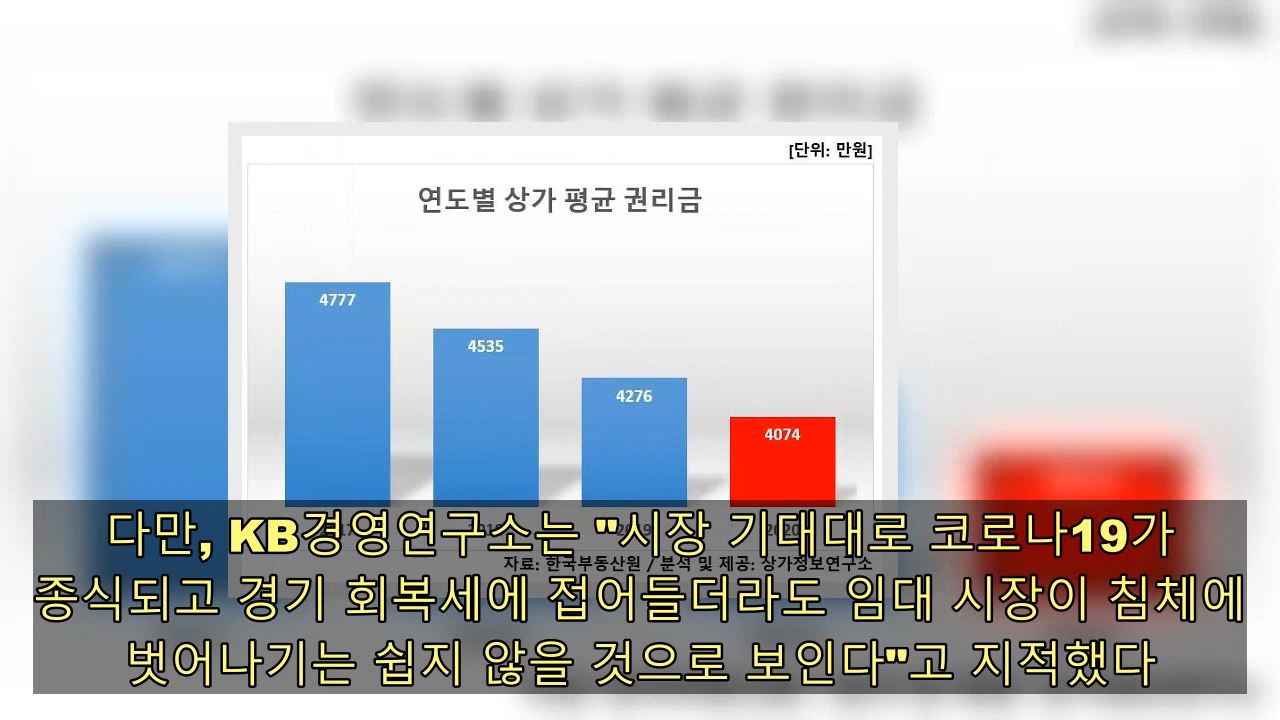 [단위: 만원]
연도별 상가 평균 권리금
4777
4535
4276
4074
자료: 한국부동산원 / 분석 및 제공: 상가정보연구소
다만, KB경영연구소는 "시장 기대대로 코로나19가
종식되고 경기 회복세에 접어들더라도 임대 시장이 침체에
벗어나기는 쉽지 않을 것으로 보인다"고 지적했다